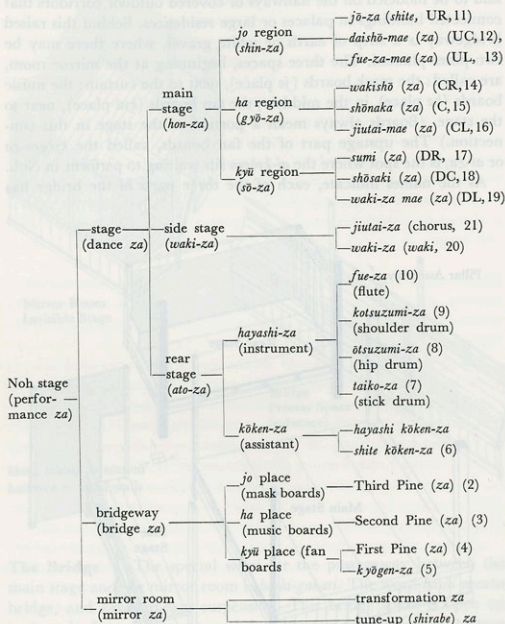 jō-za (shite, UR, 11)
jo region
(shin-za)
daishō-mae (za) (UC, 12),
fue-za-mae (za) (UL, 13)
main
stage
(hon-za)
wakishō (za) (CR, 14)
ha region
(gyō-za)
shōnaka (za) (C, 15)
jiutai-mae (za) (CL, 16)
sumi (za) (DR, 17)
kyū region
(sō-za)
shōsaki (za) (DC, 18)
waki-za mae (za) (DL, 19)
stage
(dance za)
side stage
(waki-za)
jiutai-za (chorus, 21)
waki-za (waki, 20)
fue-za (10)
(flute)
hayashi-za
(instrument)
kotsuzumi-za (9)
(shoulder drum)
ōtsuzumi-za (8)
(hip drum)
rear
stage
(ato-za)
taiko-za (7)
(stick drum)
Noh stage
(perfor-
mance za)
kōken-za
(assistant)
hayashi kōken-za
shite kōken-za (6)
jo place
(mask boards)
Third Pine (za) (2)
bridgeway
(bridge za)
ha place
(music boards)
Second Pine (za) (3)
kyū place (fan
boards
First Pine (za) (4)
kyōgen-za (5)
mirror room
(mirror za)
transformation za
tune-up (shirabe) za